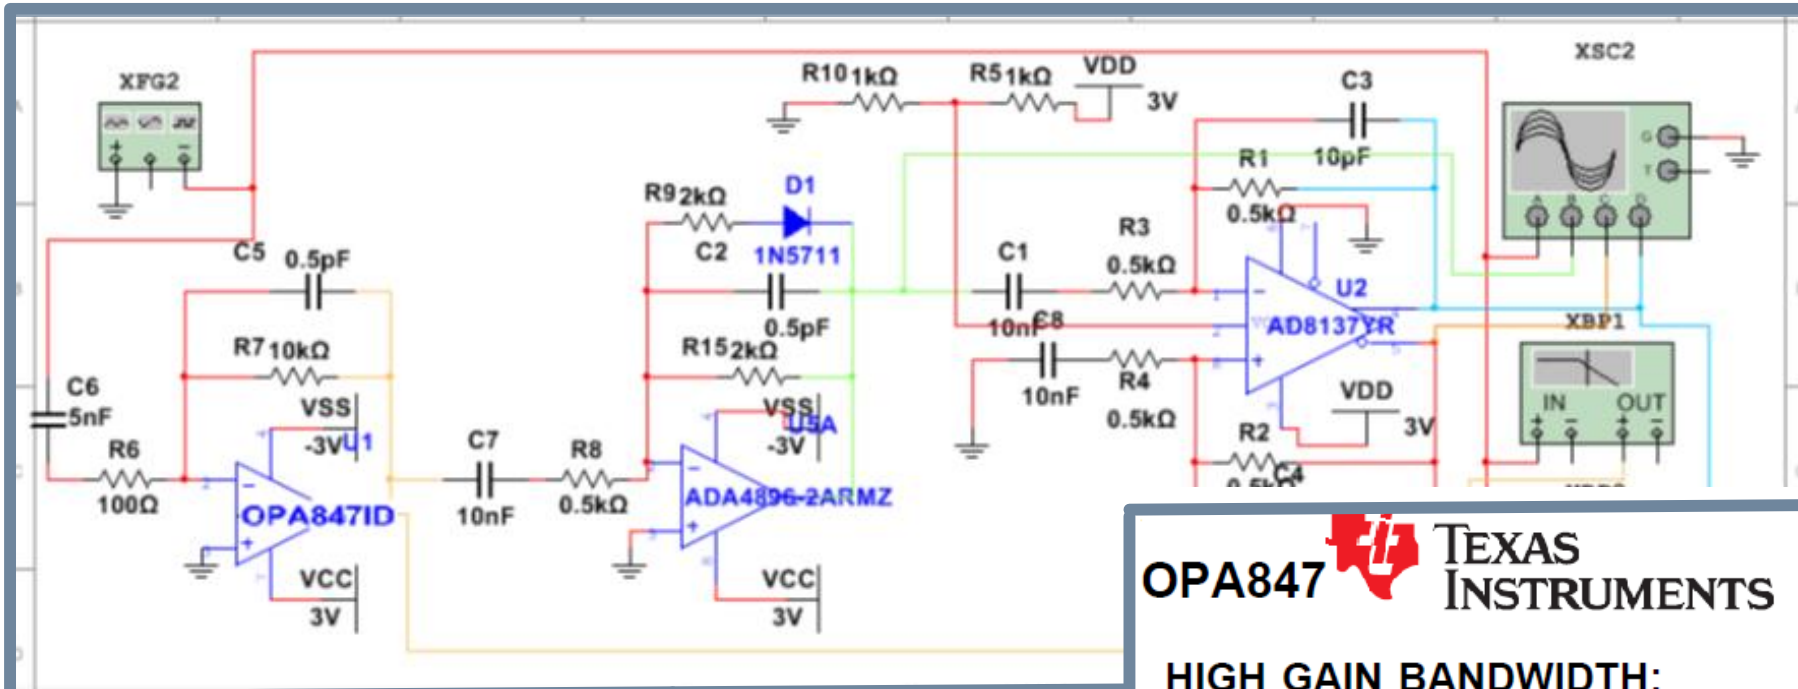 XFG2
XSC2
R10 1kΩ
R5 1kΩ
VDD
3V
C3
10pF
R1
0.5kΩ
G
T
A
B
C
D
R9 2kΩ
D1
1N5711
C2
0.5pF
C5
0.5pF
C1
10nF
R3
0.5kΩ
U2
AD8137YR
C8
10nF
R4
0.5kΩ
XBP1
IN
OUT
R7 10kΩ
R15 2kΩ
C6
5nF
R6
100Ω
VSS
-3V
U1
OPA847ID
VCC
3V
C7
10nF
R8
0.5kΩ
VSS
-3V
U5A
ADA4896-2ARMZ
VCC
3V
VDD
3V
R2
C4
OPA847
TEXAS
INSTRUMENTS
HIGH GAIN BANDWIDTH: